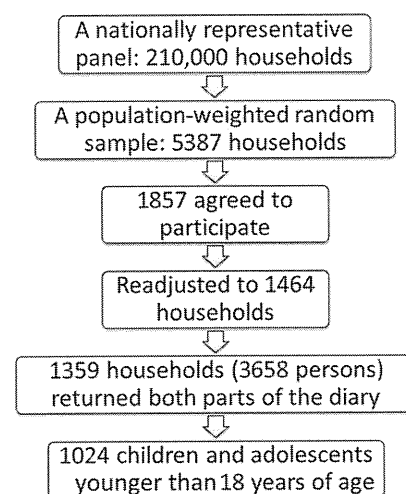 A nationally representative
panel: 210,000 households
A population-weighted random
sample: 5387 households
1857 agreed to
participate
Readjusted to 1464
households
1359 households (3658 persons)
returned both parts of the diary
1024 children and adolescents
younger than 18 years of age